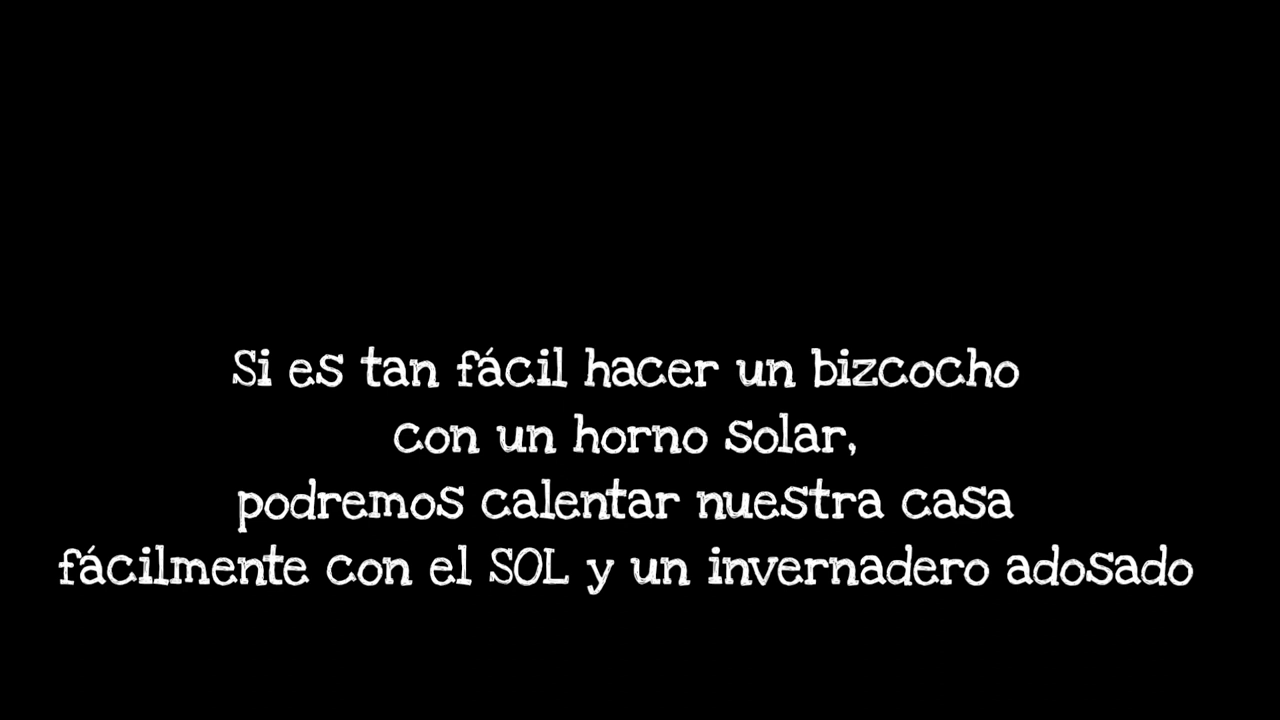 Si es tan fácil hacer un bizcocho
con un horno solar,
podremos calentar nuestra casa
fácilmente con el SOL y un invernadero adosado